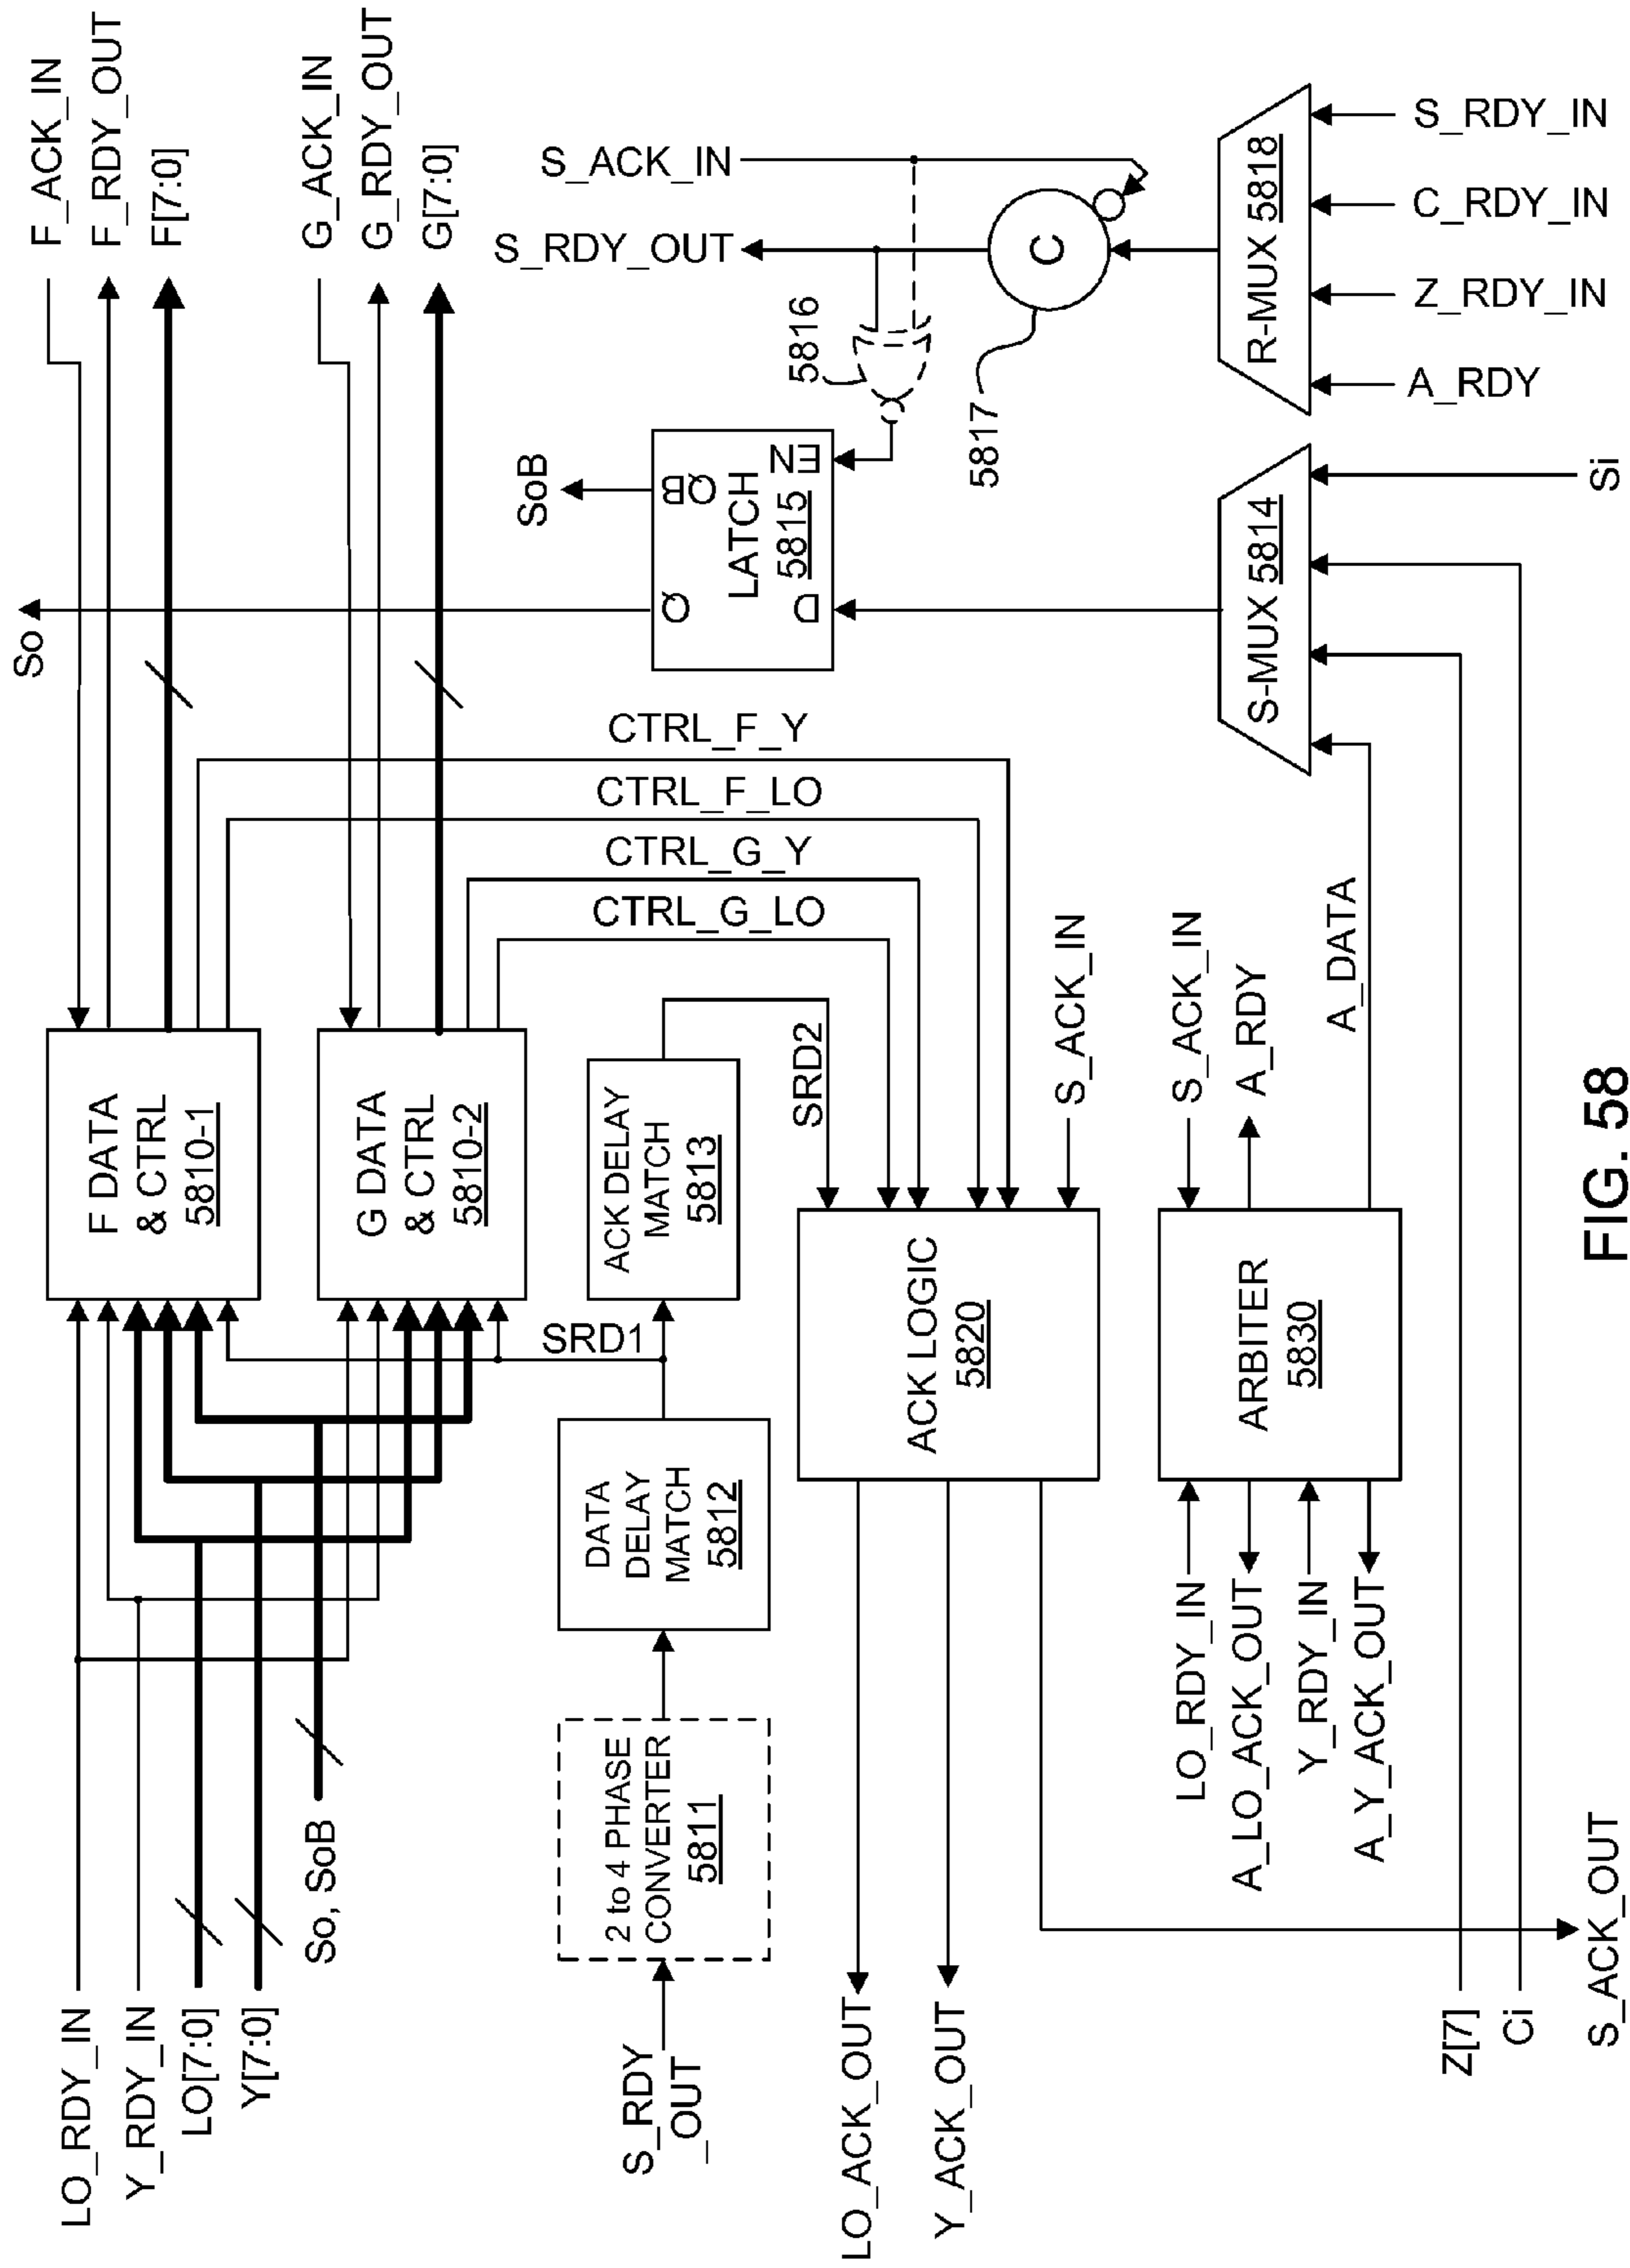 LO_RDY_IN
Y_RDY_IN
LO[7:0]
Y[7:0]
So, SoB
F DATA
& CTRL
5810-1
G DATA
& CTRL
5810-2
F_ACK_IN
F_RDY_OUT
F[7:0]
G_ACK_IN
G_RDY_OUT
G[7:0]
So
S_RDY
_OUT
2 to 4 PHASE
CONVERTER
5811
DATA
DELAY
MATCH
5812
SRD1
ACK DELAY
MATCH
5813
SRD2
CTRL_F_Y
CTRL_F_LO
CTRL_G_Y
CTRL_G_LO
SoB
Q
QB
LATCH
5815
D
EN
5816
S_ACK_IN
S_RDY_OUT
C
5817
LO_ACK_OUT
Y_ACK_OUT
ACK LOGIC
5820
S_ACK_IN
LO_RDY_IN
A_LO_ACK_OUT
Y_RDY_IN
A_Y_ACK_OUT
ARBITER
5830
S_ACK_IN
A_RDY
A_DATA
S-MUX 5814
R-MUX 5818
Z[7]
Ci
S_ACK_OUT
Si
A_RDY
Z_RDY_IN
C_RDY_IN
S_RDY_IN
FIG. 58